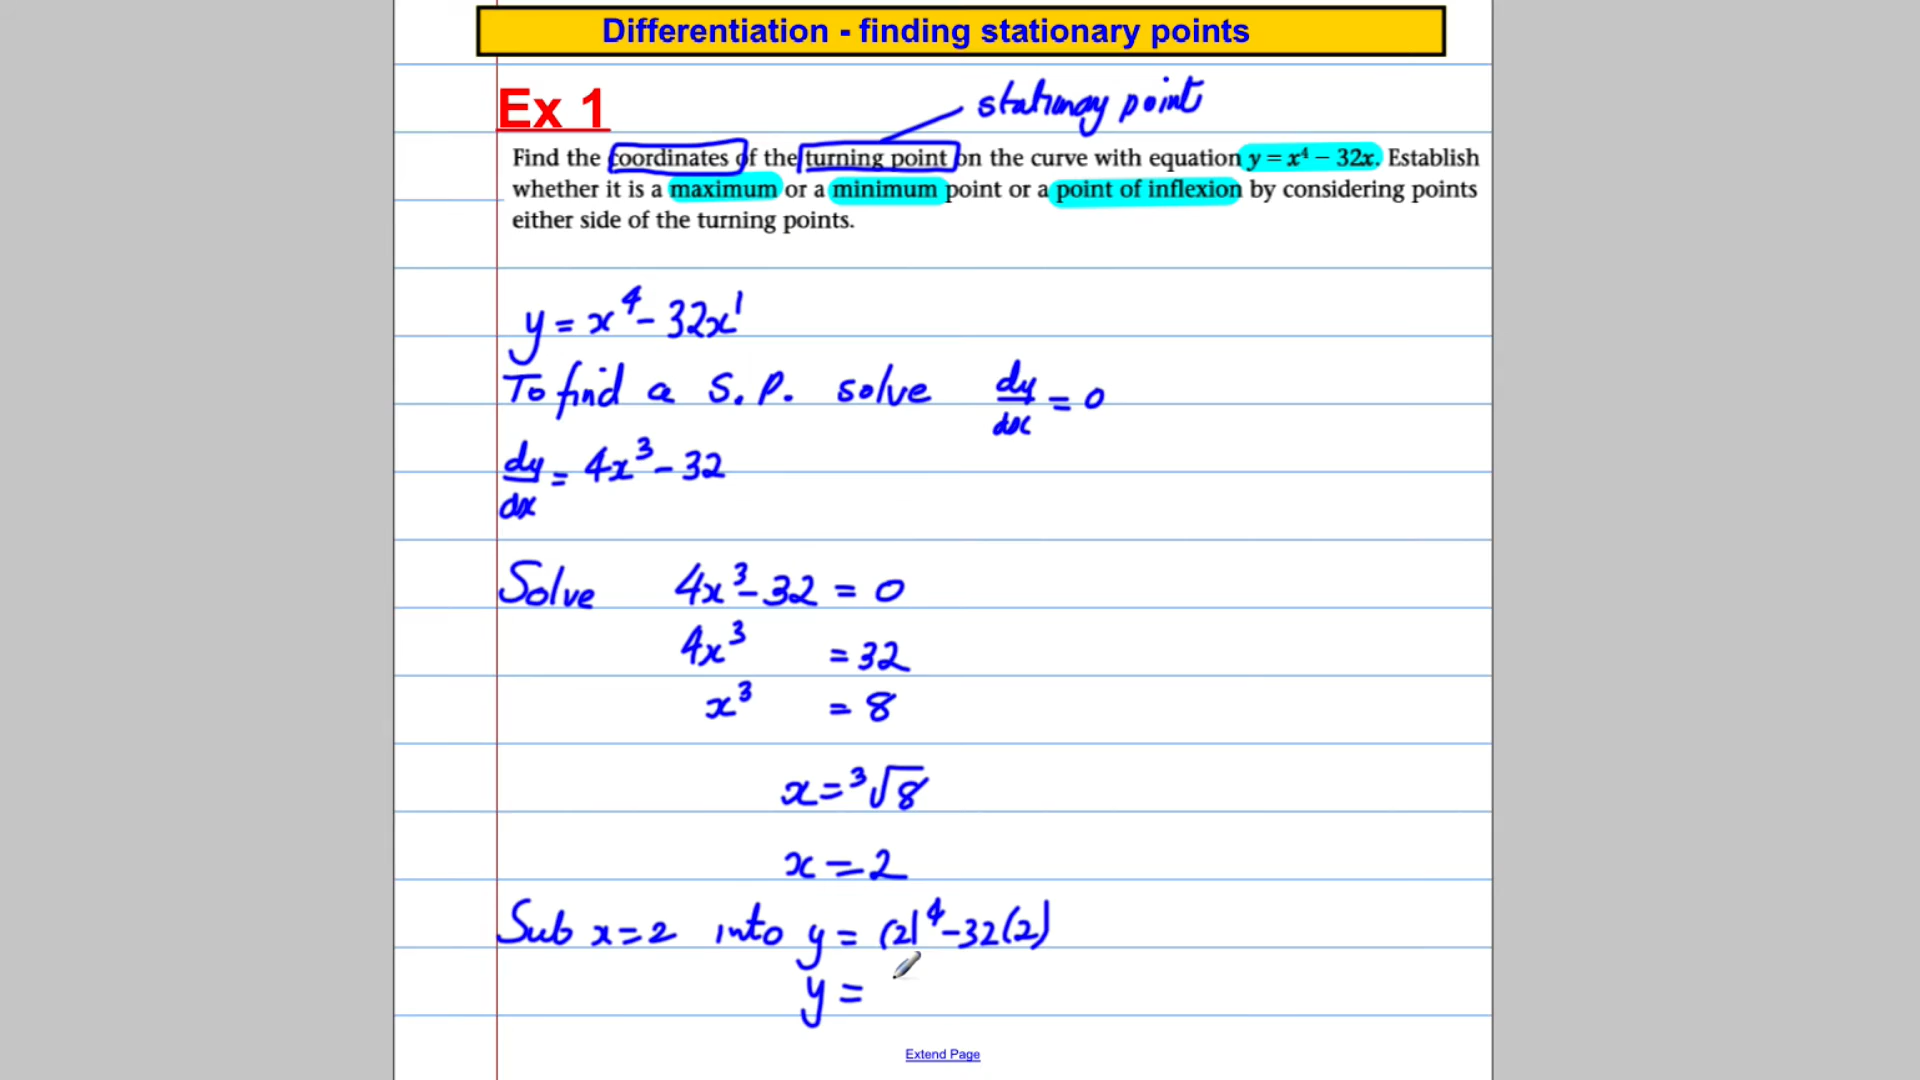 Differentiation - finding stationary points
Ex 1
stationary point
Find the coordinates of the turning point on the curve with equation y = x⁴ – 32x. Establish
whether it is a maximum or a minimum point or a point of inflexion by considering points
either side of the turning points.
y = x⁴ - 32x¹
To find a S.P. solve dy/dx = 0
dy/dx = 4x³ - 32
Solve 4x³ - 32 = 0
4x³ = 32
x³ = 8
x = ³√8
x = 2
Sub x = 2 into y = (2)⁴ - 32(2)
y =
Extend Page